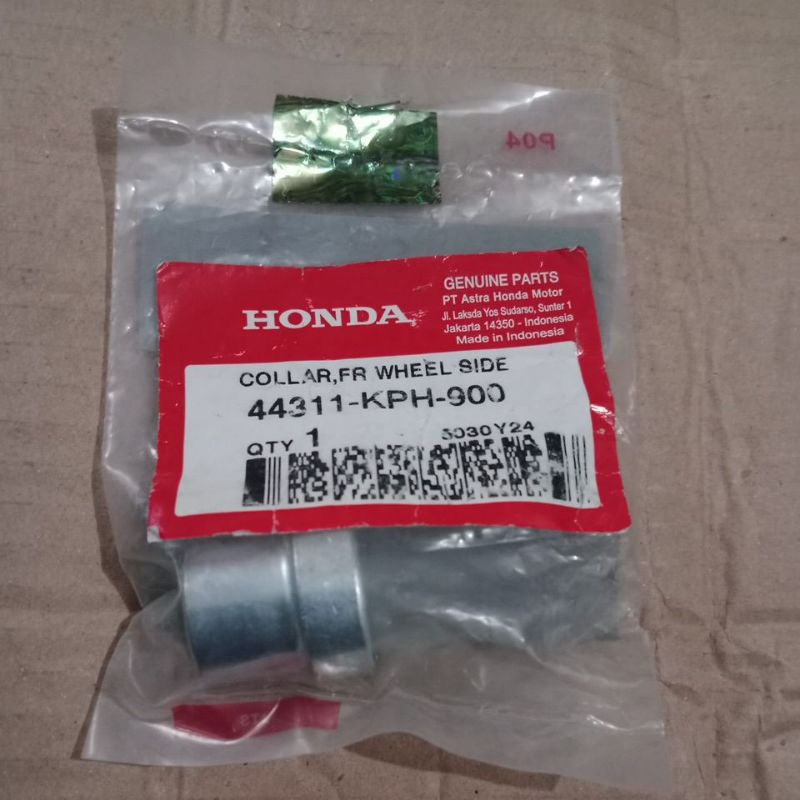 P04
HONDA
GENUINE PARTS
PT Astra Honda Motor
Jl. Laksda Yos Sudarso, Sunter 1
Jakarta 14350 - Indonesia
Made in Indonesia
COLLAR,FR WHEEL SIDE
44311-KPH-900
QTY 1
3030Y24